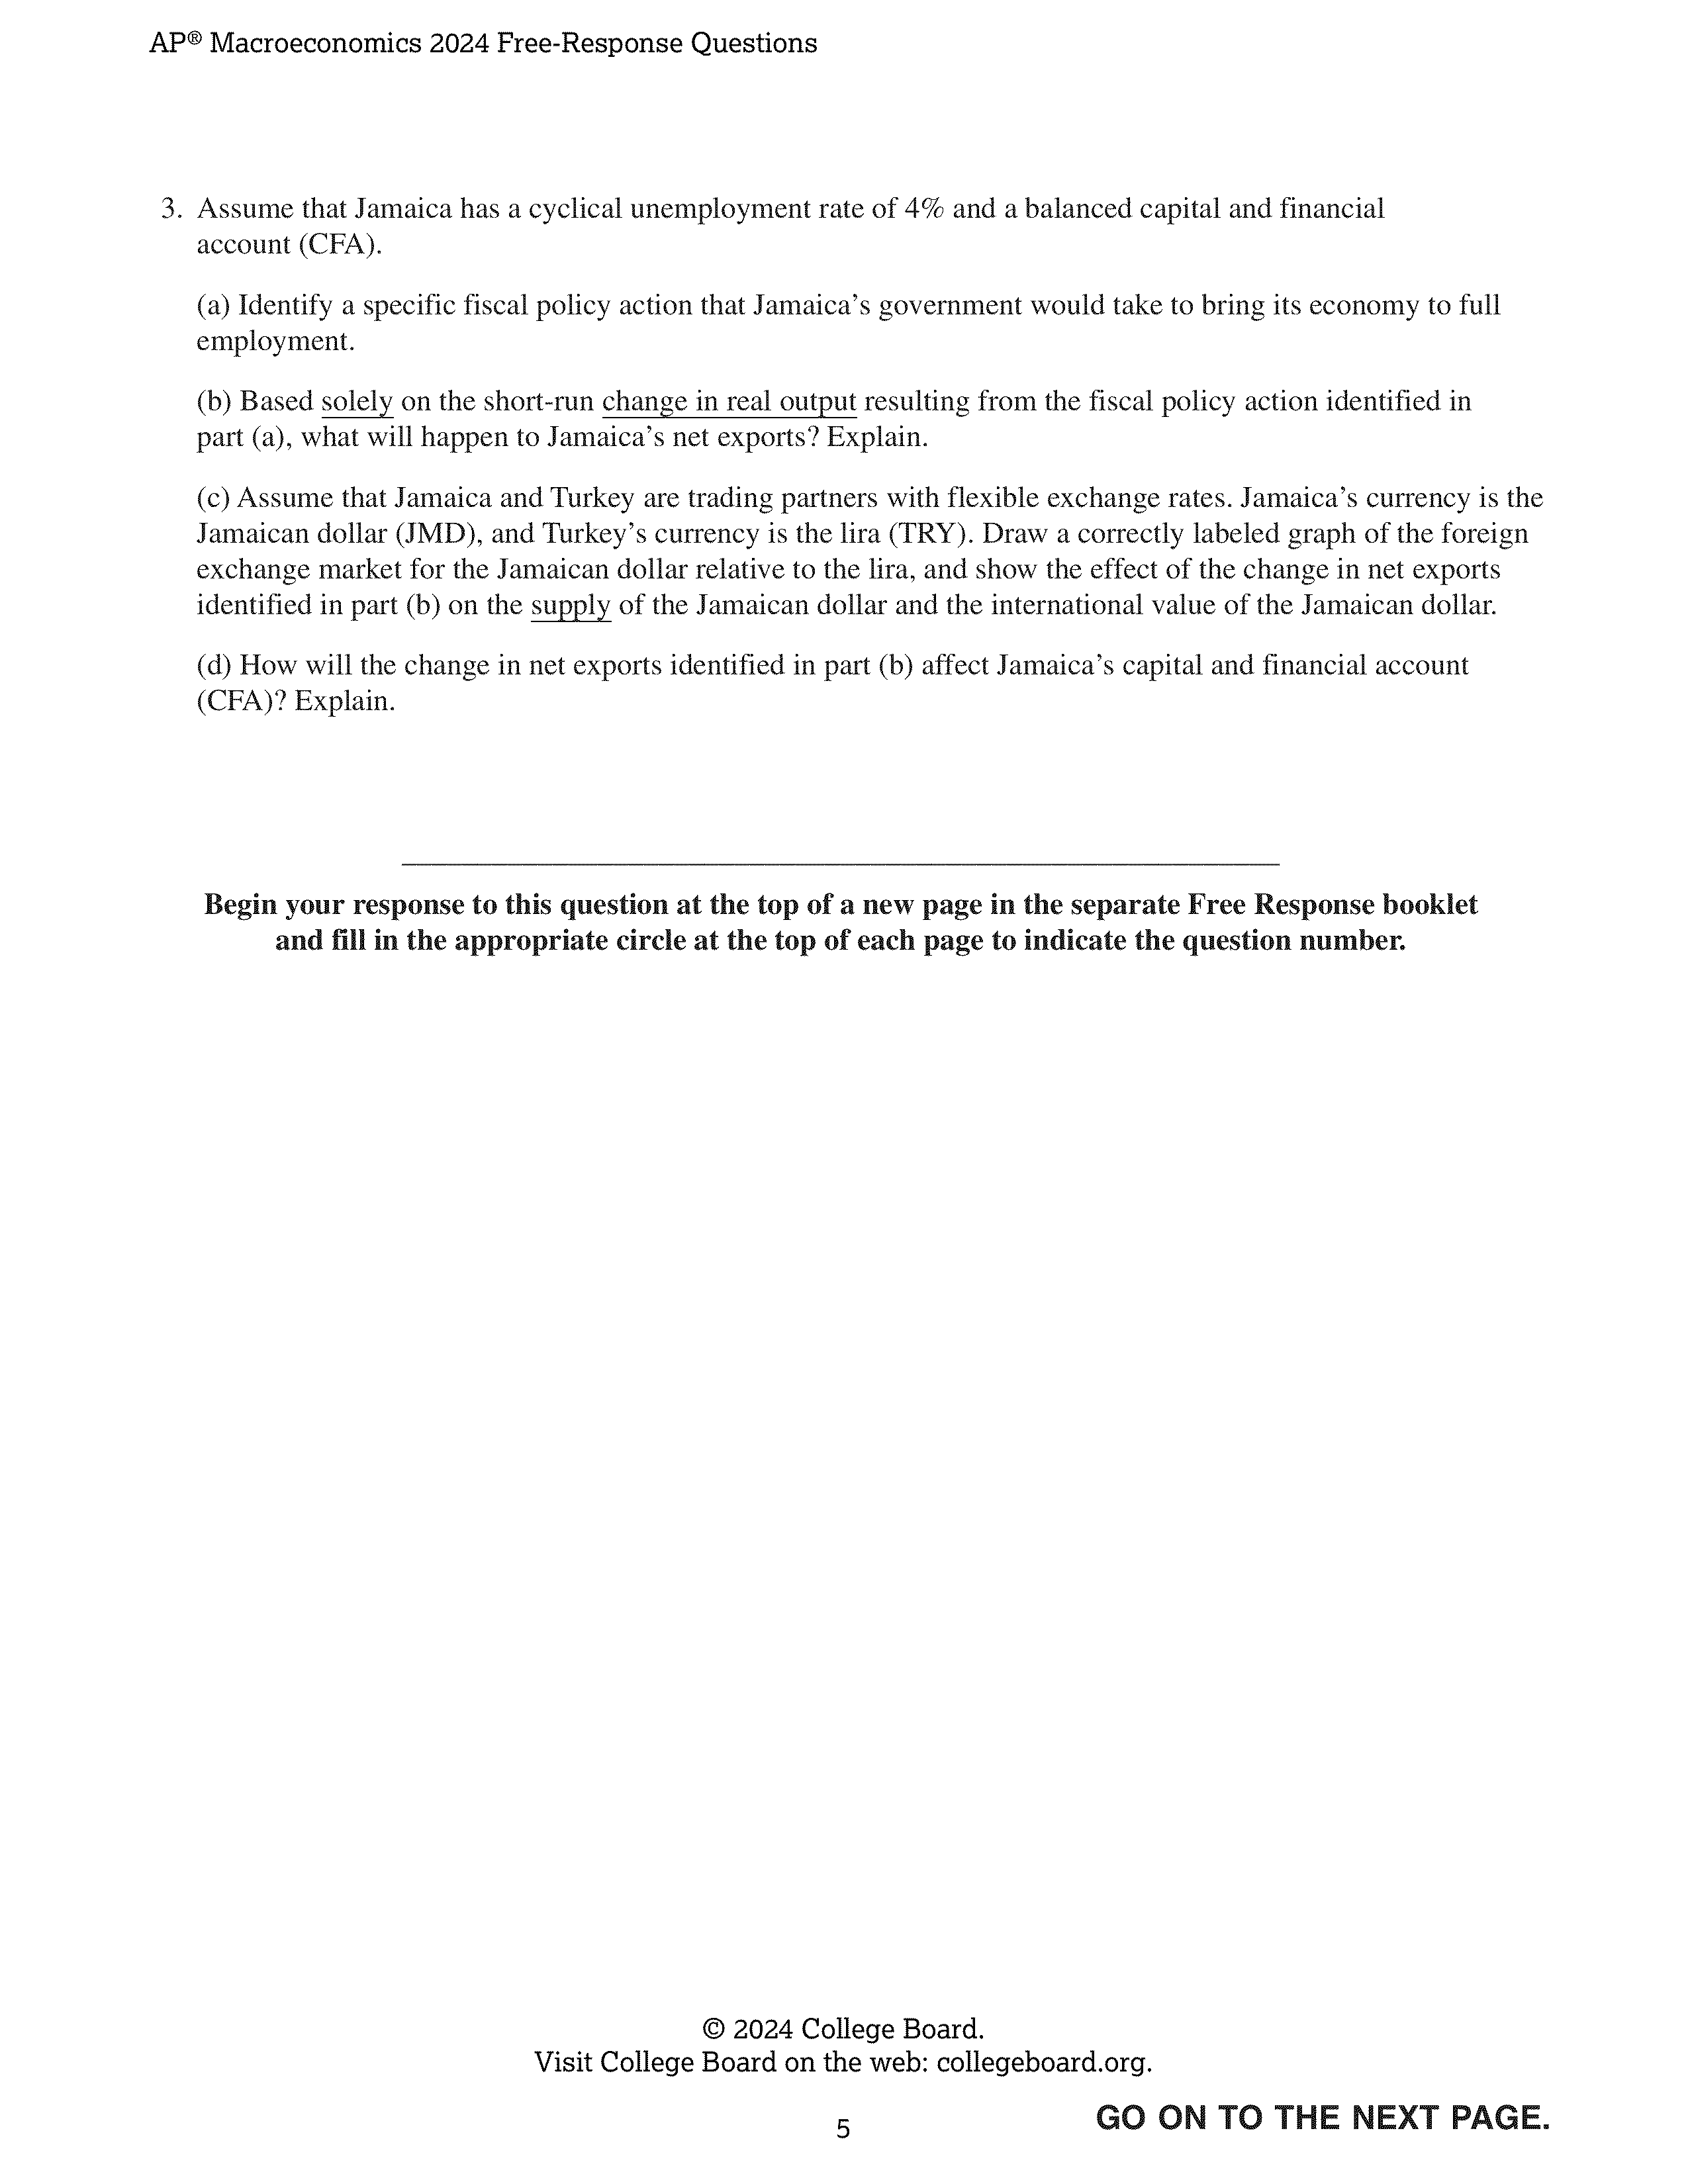 AP® Macroeconomics 2024 Free-Response Questions
3. Assume that Jamaica has a cyclical unemployment rate of 4% and a balanced capital and financial
account (CFA).
(a) Identify a specific fiscal policy action that Jamaica’s government would take to bring its economy to full
employment.
(b) Based solely on the short-run change in real output resulting from the fiscal policy action identified in
part (a), what will happen to Jamaica’s net exports? Explain.
(c) Assume that Jamaica and Turkey are trading partners with flexible exchange rates. Jamaica’s currency is the
Jamaican dollar (JMD), and Turkey’s currency is the lira (TRY). Draw a correctly labeled graph of the foreign
exchange market for the Jamaican dollar relative to the lira, and show the effect of the change in net exports
identified in part (b) on the supply of the Jamaican dollar and the international value of the Jamaican dollar.
(d) How will the change in net exports identified in part (b) affect Jamaica’s capital and financial account
(CFA)? Explain.
Begin your response to this question at the top of a new page in the separate Free Response booklet
and fill in the appropriate circle at the top of each page to indicate the question number.
© 2024 College Board.
Visit College Board on the web: collegeboard.org.
5
GO ON TO THE NEXT PAGE.